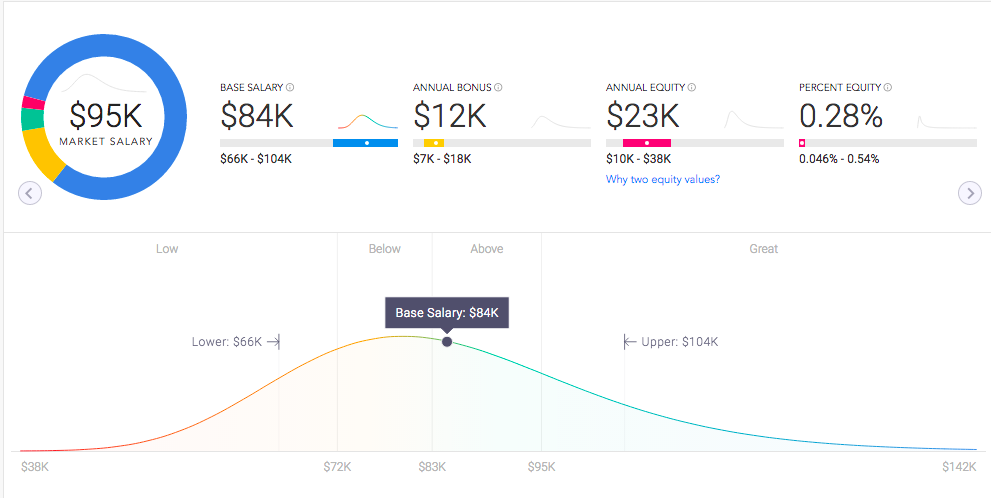 $95K
MARKET SALARY
BASE SALARY
$84K
$66K - $104K
ANNUAL BONUS
$12K
$7K - $18K
ANNUAL EQUITY
$23K
$10K - $38K
Why two equity values?
PERCENT EQUITY
0.28%
0.046% - 0.54%
Low Below Above Great
Base Salary: $84K
Lower: $66K
Upper: $104K
$38K $72K $83K $95K $142K